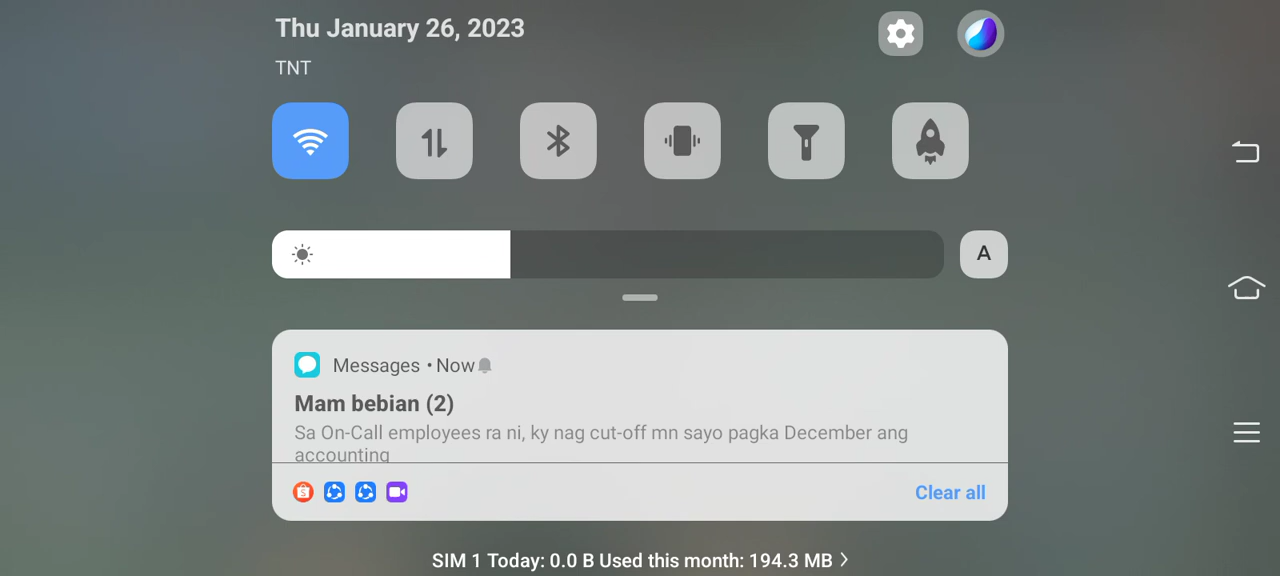 Thu January 26, 2023
TNT
A
Messages • Now
Mam bebian (2)
Sa On-Call employees ra ni, ky nag cut-off mn sayo pagka December ang
accounting
Clear all
SIM 1 Today: 0.0 B Used this month: 194.3 MB >